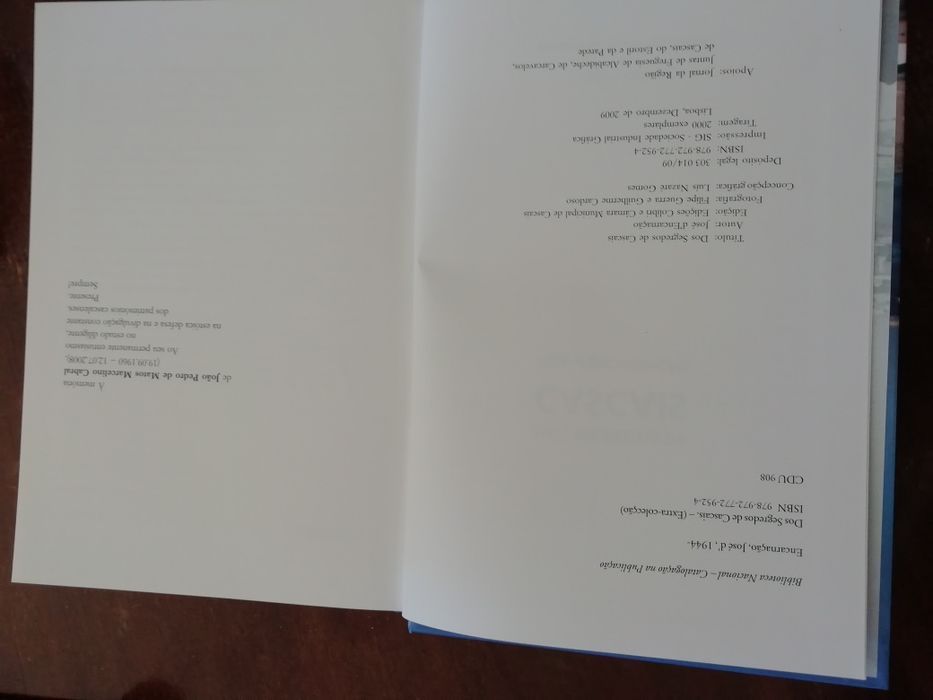 Biblioteca Nacional – Catalogação na Publicação
Encarnação, José d', 1944-
Dos Segredos de Cascais. – (Extra-colecção)
ISBN 978-972-772-952-4
CDU 908
Título: Dos Segredos de Cascais
Autor: José d'Encarnação
Edição: Edições Colibri e Câmara Municipal de Cascais
Fotografia: Filipe Guerra e Guilherme Cardoso
Concepção gráfica: Luís Nazaré Gomes
Depósito legal: 303 014/09
ISBN: 978-972-772-952-4
Impressão: SIG - Sociedade Industrial Gráfica
Tiragem: 2000 exemplares
Lisboa, Dezembro de 2009
Apoios: Jornal da Região
Juntas de Freguesia de Alcabideche, de Carcavelos,
de Cascais, do Estoril e da Parede
À memória
de João Pedro de Matos Marcelino Cabral
(19.09.1960 – 12.07.2008),
Ao seu permanente entusiasmo
no estudo diligente,
na estóica defesa e na divulgação constante
dos patrimónios cascalenses,
Presente.
Sempre!